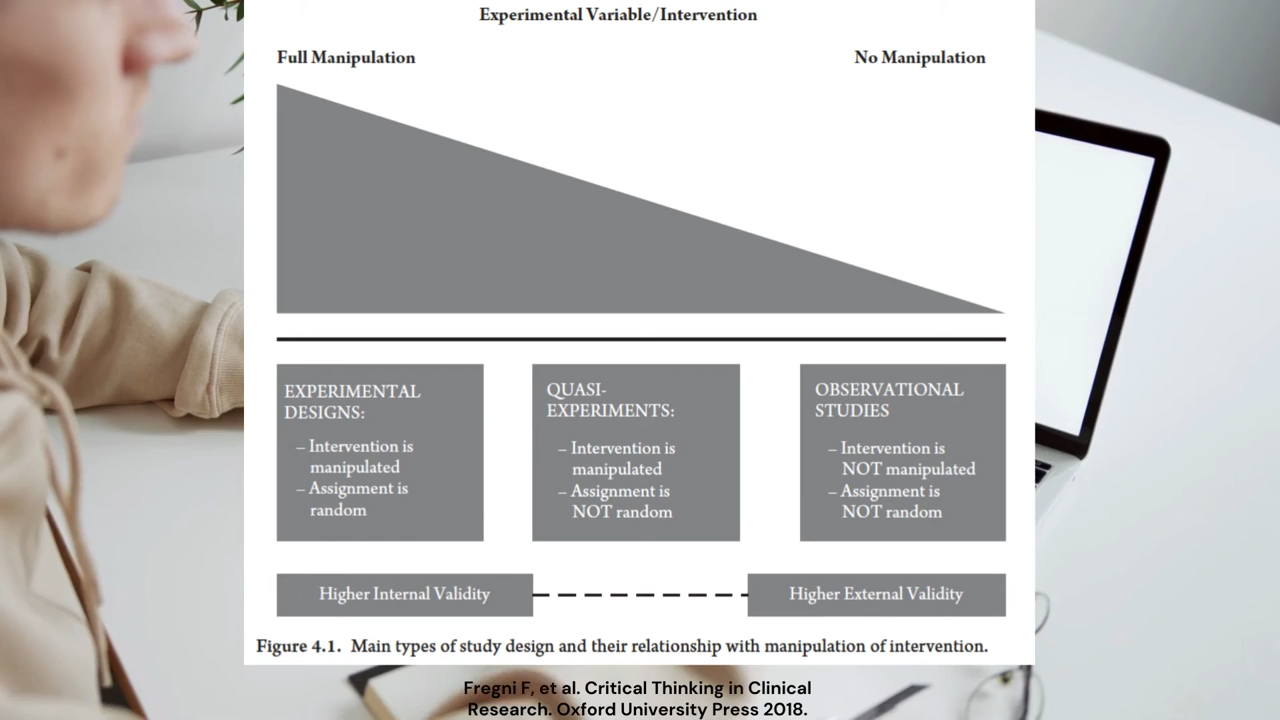 Experimental Variable/Intervention
Full Manipulation
No Manipulation
EXPERIMENTAL
DESIGNS:
– Intervention is
manipulated
– Assignment is
random
QUASI-
EXPERIMENTS:
– Intervention is
manipulated
– Assignment is
NOT random
OBSERVATIONAL
STUDIES
– Intervention is
NOT manipulated
– Assignment is
NOT random
Higher Internal Validity
Higher External Validity
Figure 4.1. Main types of study design and their relationship with manipulation of intervention.
Fregni F, et al. Critical Thinking in Clinical
Research. Oxford University Press 2018.